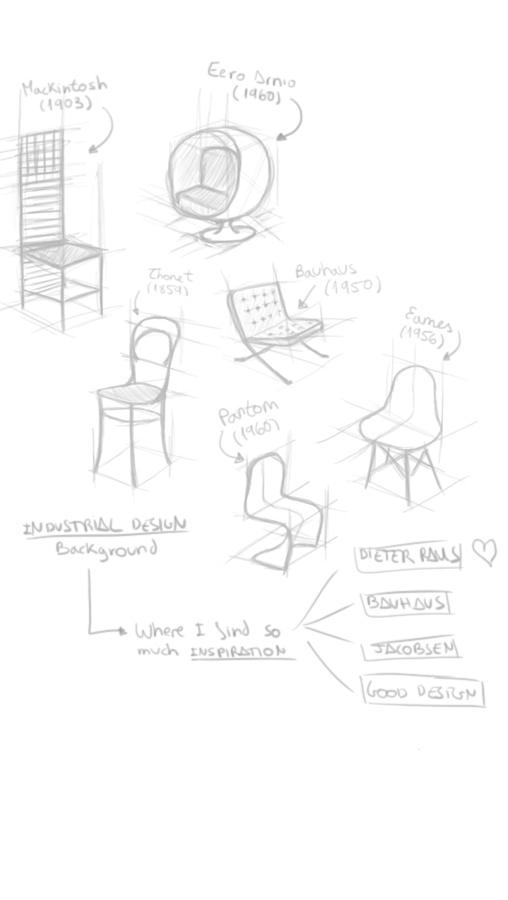 Mackintosh
(1903)
Eero Arnio
(1960)
Thonet
(1859)
Bauhaus
(1950)
Eames
(1956)
Pantom
(1960)
INDUSTRIAL DESIGN
Background
Where I find so
much INSPIRATION
DIETER RAMS
BAUHAUS
JACOBSEN
GOOD DESIGN